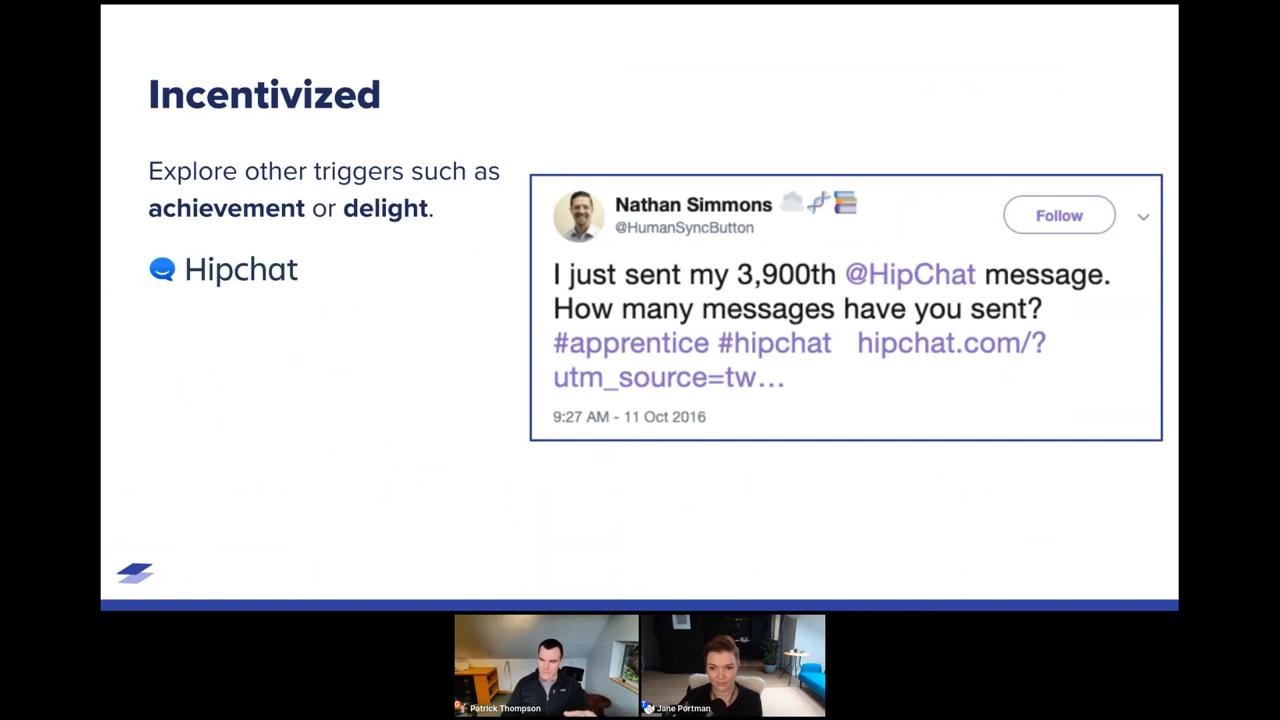 Incentivized
Explore other triggers such as
achievement or delight.
Hipchat
Nathan Simmons
@HumanSyncButton
Follow
I just sent my 3,900th @HipChat message.
How many messages have you sent?
#apprentice #hipchat hipchat.com/?
utm_source=tw…
9:27 AM - 11 Oct 2016
Patrick Thompson
Jane Portman